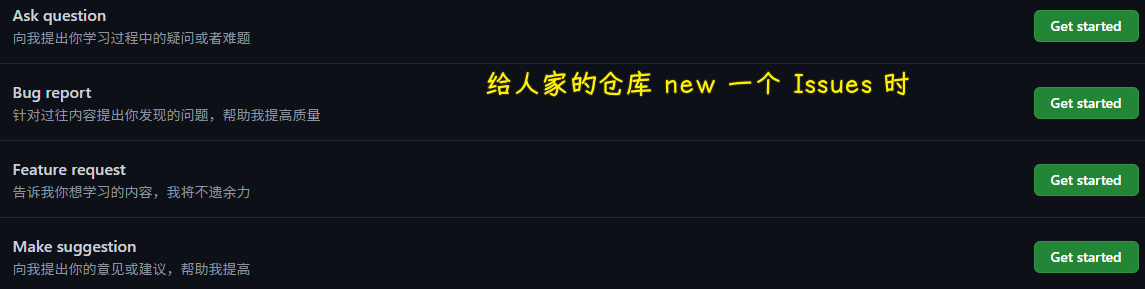 Ask question
向我提出你学习过程中的疑问或者难题
Get started
给人家的仓库 new 一个 Issues 时
Bug report
针对过往内容提出你发现的问题，帮助我提高质量
Get started
Feature request
告诉我你想学习的内容，我将不遗余力
Get started
Make suggestion
向我提出你的意见或建议，帮助我提高
Get started